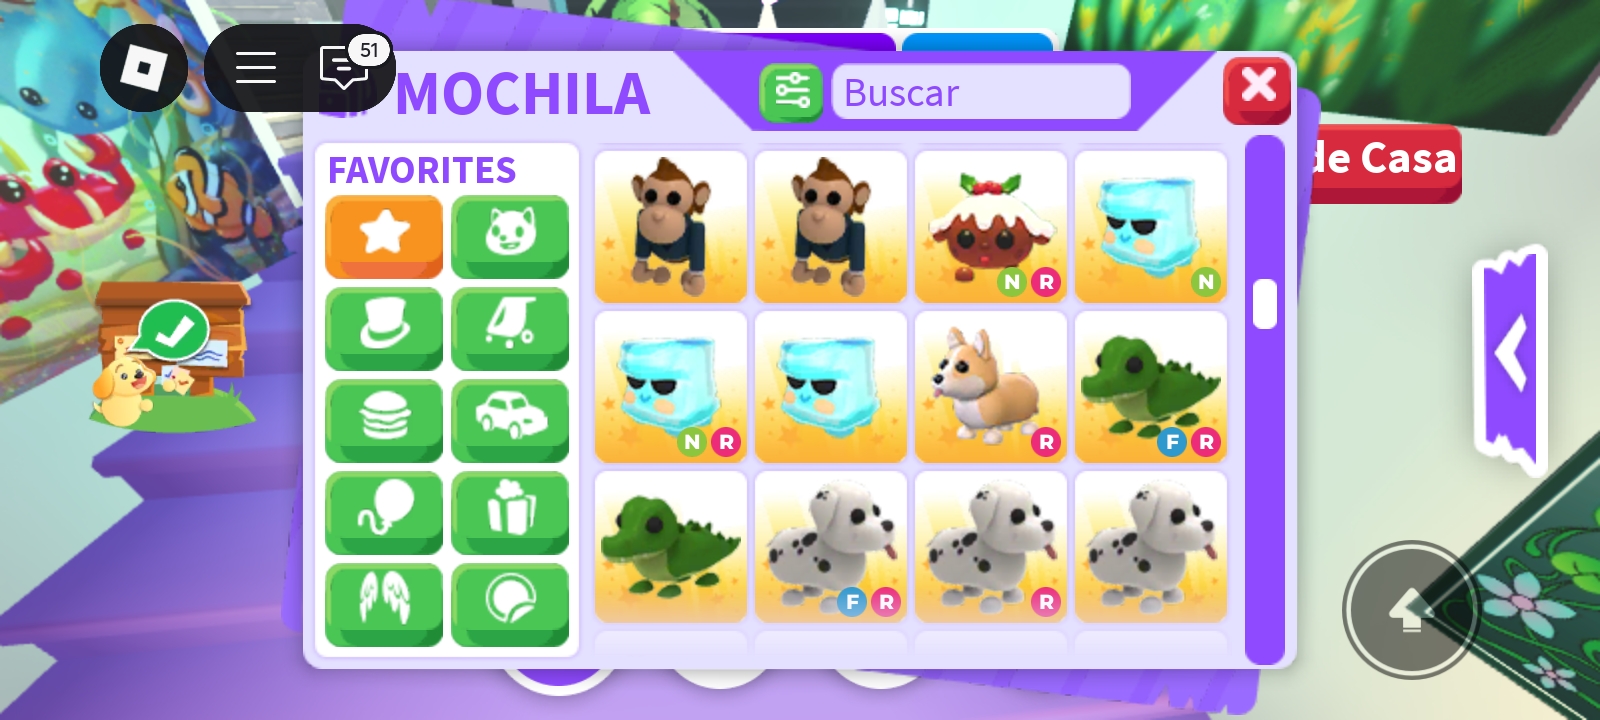 51
MOCHILA
Buscar
FAVORITES
de Casa
N R
N
N R
R
F R
F R
R